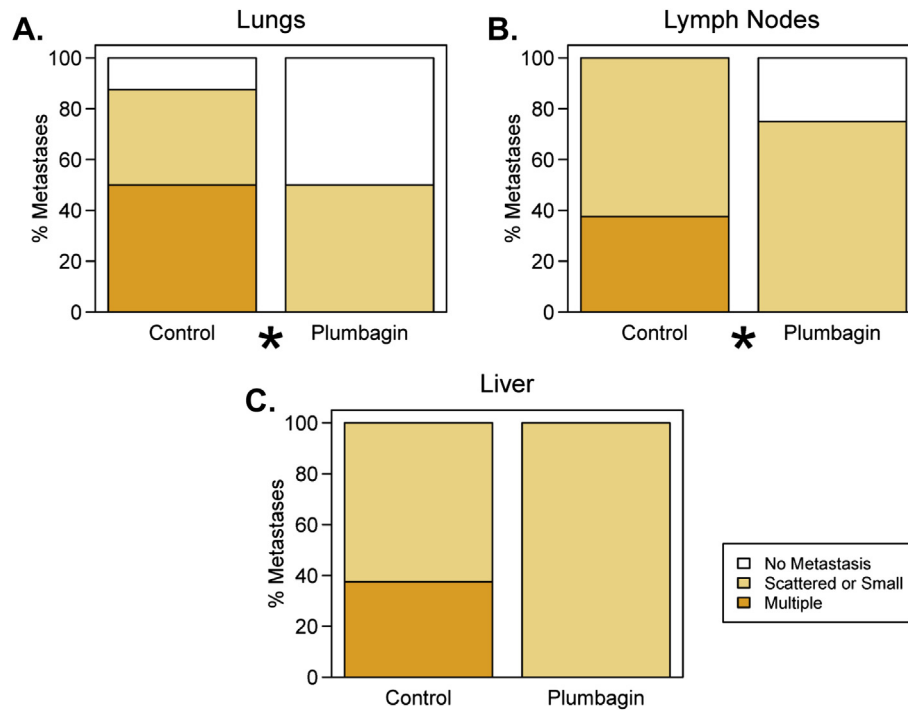 A.
Lungs
% Metastases
100
80
60
40
20
0
Control
*
Plumbagin
B.
Lymph Nodes
% Metastases
100
80
60
40
20
0
Control
*
Plumbagin
C.
Liver
% Metastases
100
80
60
40
20
0
Control
Plumbagin
No Metastasis
Scattered or Small
Multiple